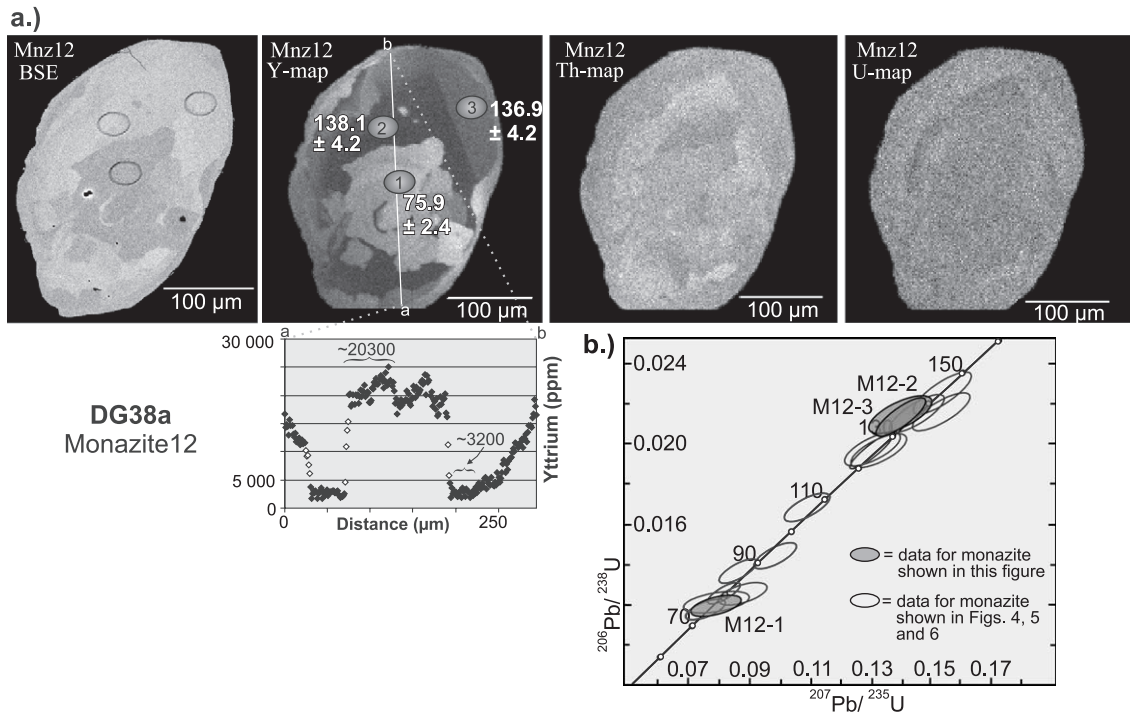 a.)
Mnz12
BSE
100 µm
Mnz12
Y-map
b
138.1
± 4.2
2
3
136.9
± 4.2
1
75.9
± 2.4
a
100 µm
Mnz12
Th-map
100 µm
Mnz12
U-map
100 µm
DG38a
Monazite12
a
b
30 000
5 000
0
~20300
~3200
0
Distance (µm)
250
Yttrium (ppm)
b.)
0.024
0.020
0.016
206Pb/ 238U
150
M12-2
M12-3
110
90
70
M12-1
= data for monazite
shown in this figure
= data for monazite
shown in Figs. 4, 5
and 6
0.07 0.09 0.11 0.13 0.15 0.17
207Pb/ 235U